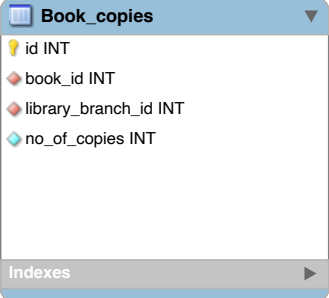 Book_copies
id INT
book_id INT
library_branch_id INT
no_of_copies INT
Indexes